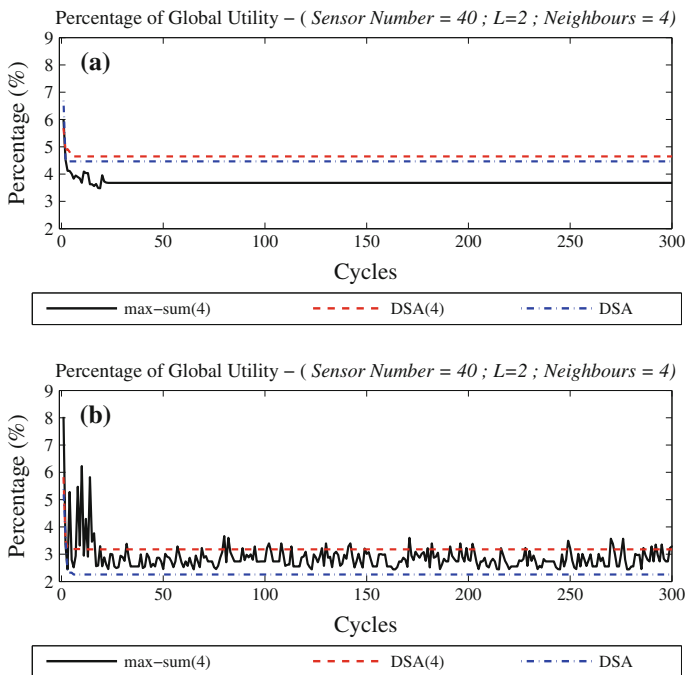 Percentage of Global Utility − ( Sensor Number = 40 ; L=2 ; Neighbours = 4)
9
8
7
6
5
4
3
2
Percentage (%)
(a)
0 50 100 150 200 250 300
Cycles
max−sum(4) DSA(4) DSA
Percentage of Global Utility − ( Sensor Number = 40 ; L=2 ; Neighbours = 4)
9
8
7
6
5
4
3
2
Percentage (%)
(b)
0 50 100 150 200 250 300
Cycles
max−sum(4) DSA(4) DSA